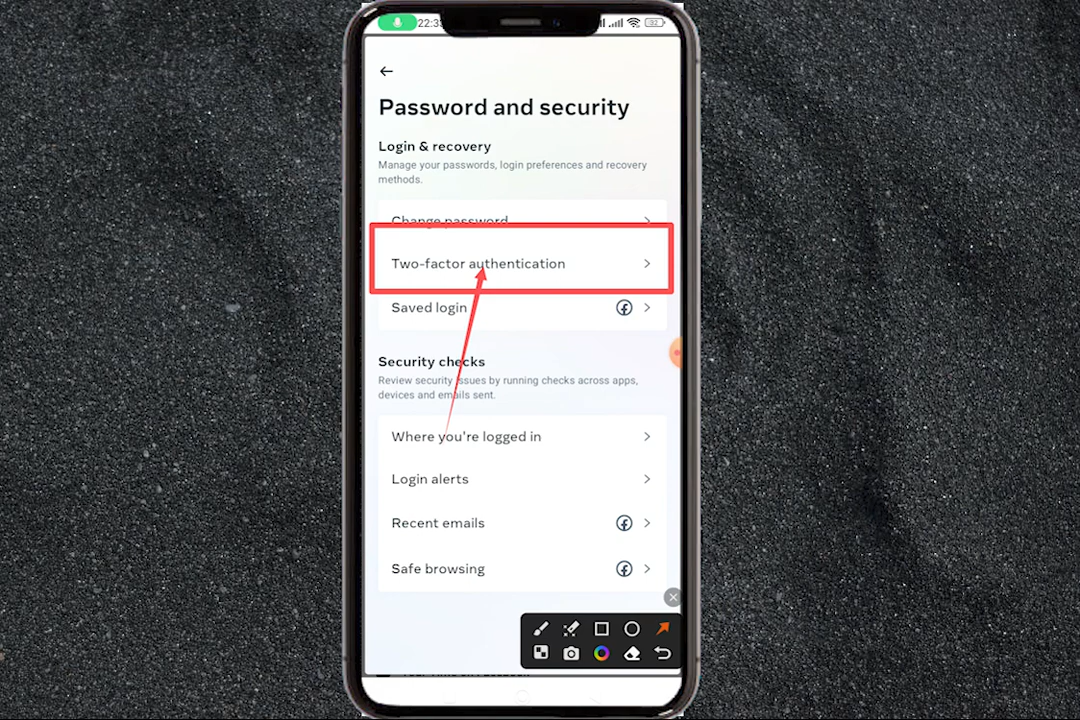 22:33
32
Password and security
Login & recovery
Manage your passwords, login preferences and recovery
methods.
Change password
Two-factor authentication
Saved login
Security checks
Review security issues by running checks across apps,
devices and emails sent.
Where you're logged in
Login alerts
Recent emails
Safe browsing